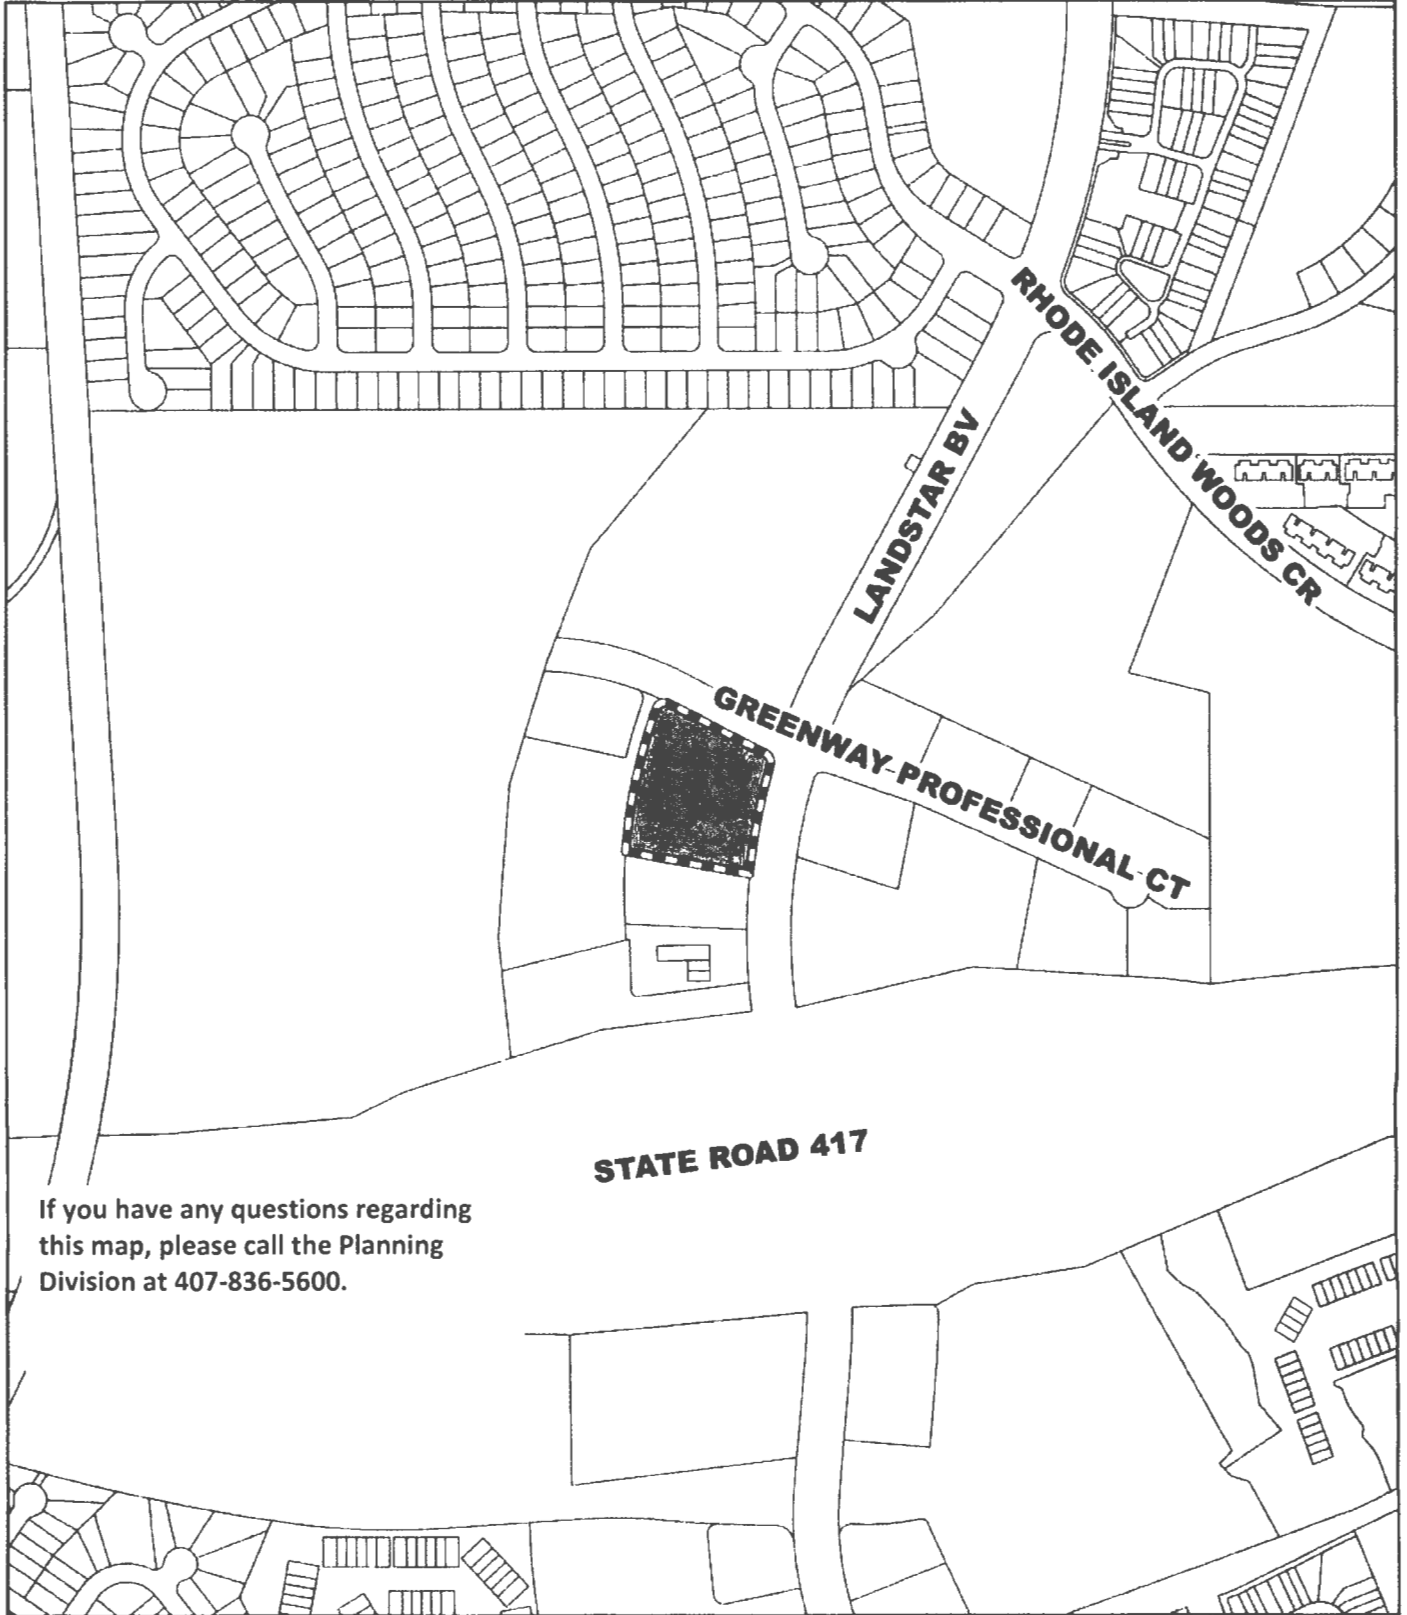 RHODE ISLAND WOODS CR
LANDSTAR BV
GREENWAY PROFESSIONAL CT
STATE ROAD 417
If you have any questions regarding
this map, please call the Planning
Division at 407-836-5600.